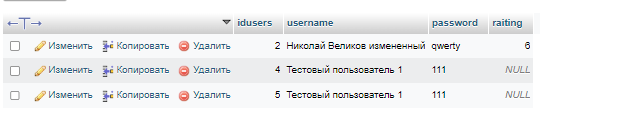 idusers username password raiting
Изменить Копировать Удалить 2 Николай Великов измененный qwerty 6
Изменить Копировать Удалить 4 Тестовый пользователь 1 111 NULL
Изменить Копировать Удалить 5 Тестовый пользователь 1 111 NULL